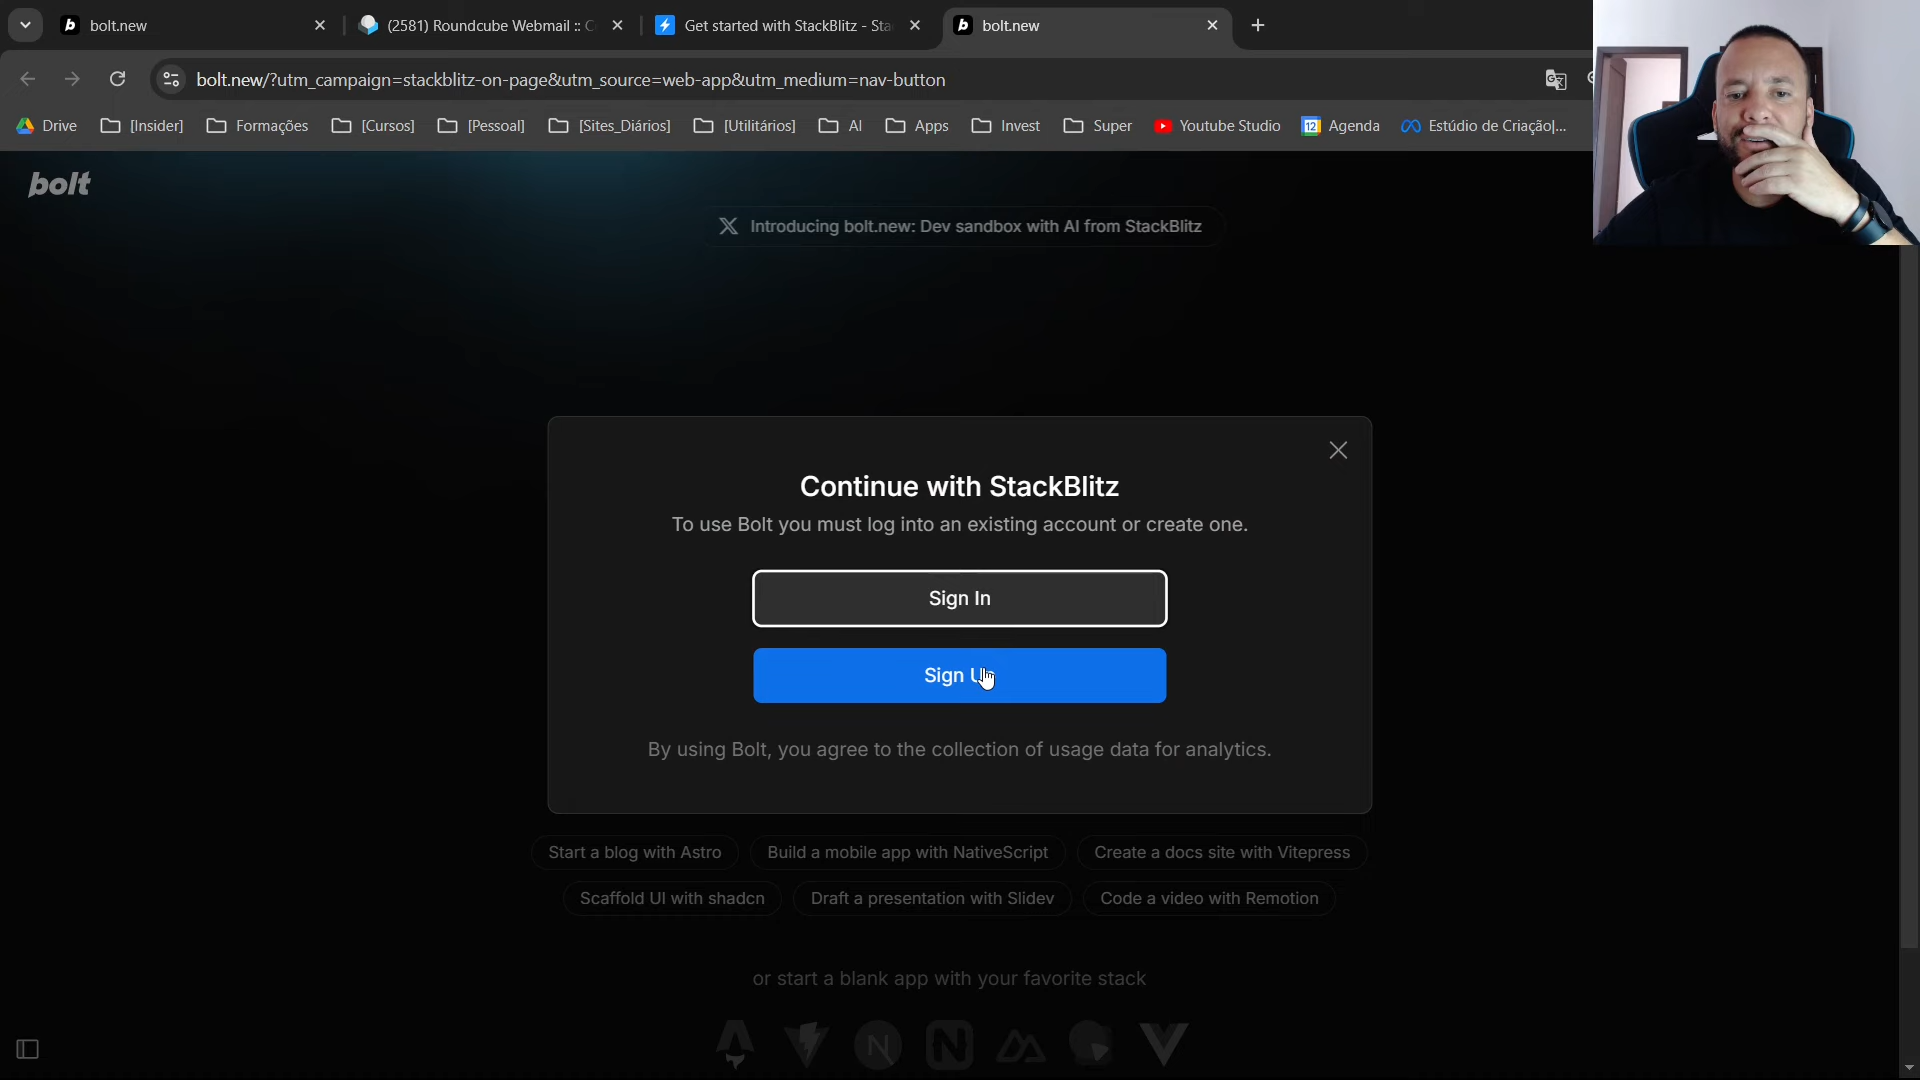 bolt.new
(2581) Roundcube Webmail :: C
Get started with StackBlitz - Sta
bolt.new
bolt.new/?utm_campaign=stackblitz-on-page&utm_source=web-app&utm_medium=nav-button
Drive
[Insider]
Formações
[Cursos]
[Pessoal]
[Sites_Diários]
[Utilitários]
AI
Apps
Invest
Super
Youtube Studio
12
Agenda
Estúdio de Criação|...
bolt
Introducing bolt.new: Dev sandbox with AI from StackBlitz
Continue with StackBlitz
To use Bolt you must log into an existing account or create one.
Sign In
Sign U
By using Bolt, you agree to the collection of usage data for analytics.
Start a blog with Astro
Build a mobile app with NativeScript
Create a docs site with Vitepress
Scaffold UI with shadcn
Draft a presentation with Slidev
Code a video with Remotion
or start a blank app with your favorite stack